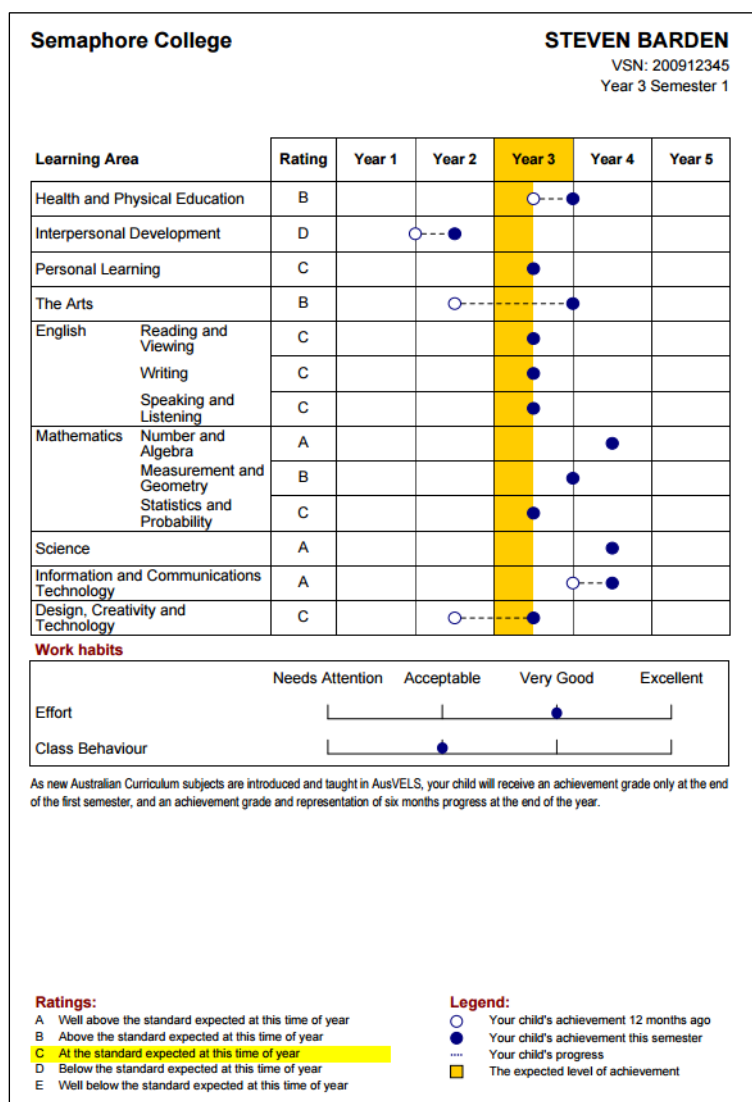 Semaphore College
STEVEN BARDEN
VSN: 200912345
Year 3 Semester 1
Learning Area Rating Year 1 Year 2 Year 3 Year 4 Year 5
Health and Physical Education B
Interpersonal Development D
Personal Learning C
The Arts B
English Reading and
Viewing C
Writing C
Speaking and
Listening C
Mathematics Number and
Algebra A
Measurement and
Geometry B
Statistics and
Probability C
Science A
Information and Communications
Technology A
Design, Creativity and
Technology C
Work habits
Needs Attention Acceptable Very Good Excellent
Effort
Class Behaviour
As new Australian Curriculum subjects are introduced and taught in AusVELS, your child will receive an achievement grade only at the end
of the first semester, and an achievement grade and representation of six months progress at the end of the year.
Ratings:
A Well above the standard expected at this time of year
B Above the standard expected at this time of year
C At the standard expected at this time of year
D Below the standard expected at this time of year
E Well below the standard expected at this time of year
Legend:
Your child's achievement 12 months ago
Your child's achievement this semester
Your child's progress
The expected level of achievement